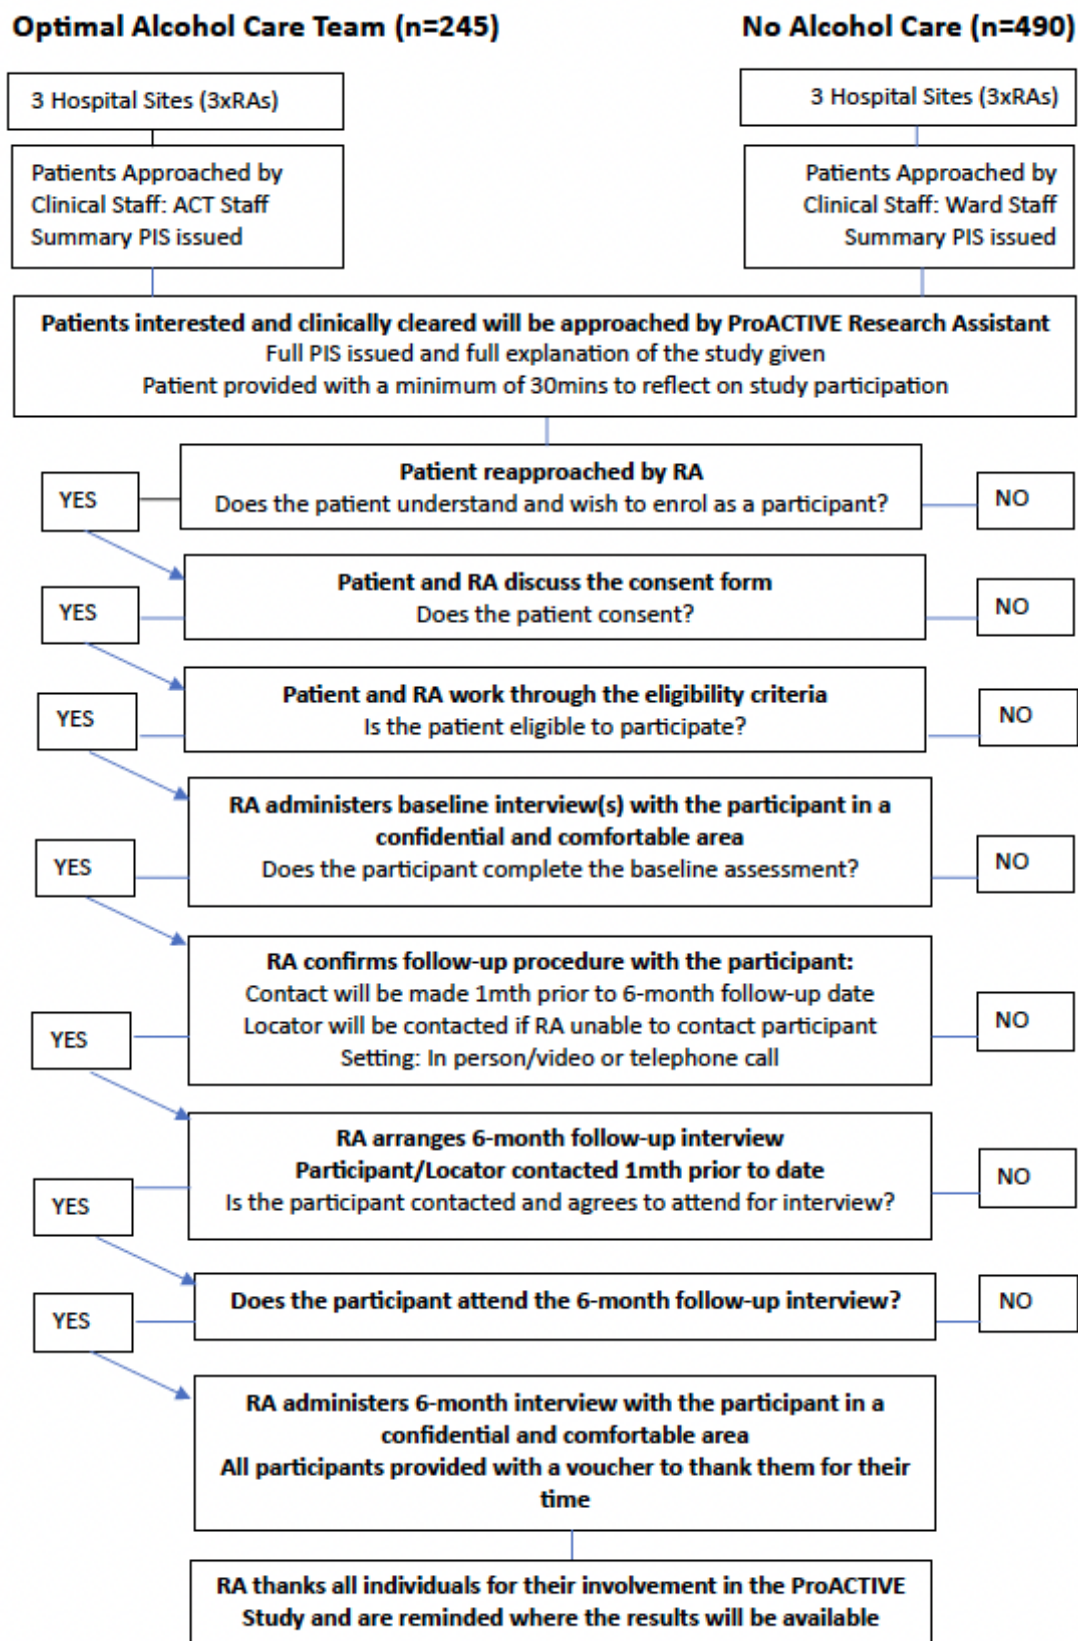 Optimal Alcohol Care Team (n=245)
No Alcohol Care (n=490)
3 Hospital Sites (3xRAs)
3 Hospital Sites (3xRAs)
Patients Approached by
Clinical Staff: ACT Staff
Summary PIS issued
Patients Approached by
Clinical Staff: Ward Staff
Summary PIS issued
Patients interested and clinically cleared will be approached by ProACTIVE Research Assistant
Full PIS issued and full explanation of the study given
Patient provided with a minimum of 30mins to reflect on study participation
Patient reapproached by RA
Does the patient understand and wish to enrol as a participant?
YES
NO
Patient and RA discuss the consent form
Does the patient consent?
YES
NO
Patient and RA work through the eligibility criteria
Is the patient eligible to participate?
YES
NO
RA administers baseline interview(s) with the participant in a
confidential and comfortable area
Does the participant complete the baseline assessment?
YES
NO
RA confirms follow-up procedure with the participant:
Contact will be made 1mth prior to 6-month follow-up date
Locator will be contacted if RA unable to contact participant
Setting: In person/video or telephone call
YES
NO
RA arranges 6-month follow-up interview
Participant/Locator contacted 1mth prior to date
Is the participant contacted and agrees to attend for interview?
YES
NO
Does the participant attend the 6-month follow-up interview?
YES
NO
RA administers 6-month interview with the participant in a
confidential and comfortable area
All participants provided with a voucher to thank them for their
time
RA thanks all individuals for their involvement in the ProACTIVE
Study and are reminded where the results will be available